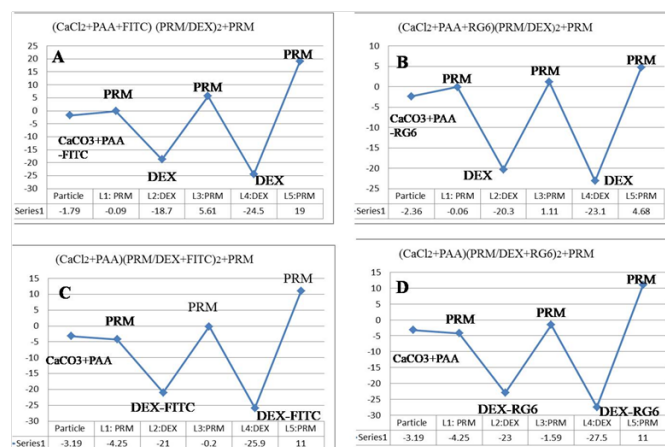 (CaCl2+PAA+FITC) (PRM/DEX)2+PRM
25
20
15
10
5
0
-5
-10
-15
-20
-25
-30
A
CaCO3+PAA
-FITC
PRM
DEX
PRM
DEX
PRM
Particle L1: PRM L2:DEX L3:PRM L4:DEX L5:PRM
Series1 -1.79 -0.09 -18.7 5.61 -24.5 19
(CaCl2+PAA+RG6)(PRM/DEX)2+PRM
10
5
0
-5
-10
-15
-20
-25
B
CaCO3+PAA
-RG6
PRM
DEX
PRM
DEX
PRM
Particle L1: PRM L2:DEX L3:PRM L4:DEX L5:PRM
Series1 -2.36 -0.06 -20.3 1.11 -23.1 4.68
(CaCl2+PAA)(PRM/DEX+FITC)2+PRM
15
10
5
0
-5
-10
-15
-20
-25
-30
C
CaCO3+PAA
PRM
DEX-FITC
PRM
DEX-FITC
PRM
Particle L1: PRM L2:DEX L3:PRM L4:DEX L5:PRM
Series1 -3.19 -4.25 -21 -0.2 -25.9 11
(CaCl2+PAA)(PRM/DEX+RG6)2+PRM
15
10
5
0
-5
-10
-15
-20
-25
-30
D
CaCO3+PAA
PRM
DEX-RG6
PRM
DEX-RG6
PRM
Particle L1: PRM L2:DEX L3:PRM L4:DEX L5:PRM
Series1 -3.19 -4.25 -23 -1.59 -27.5 11